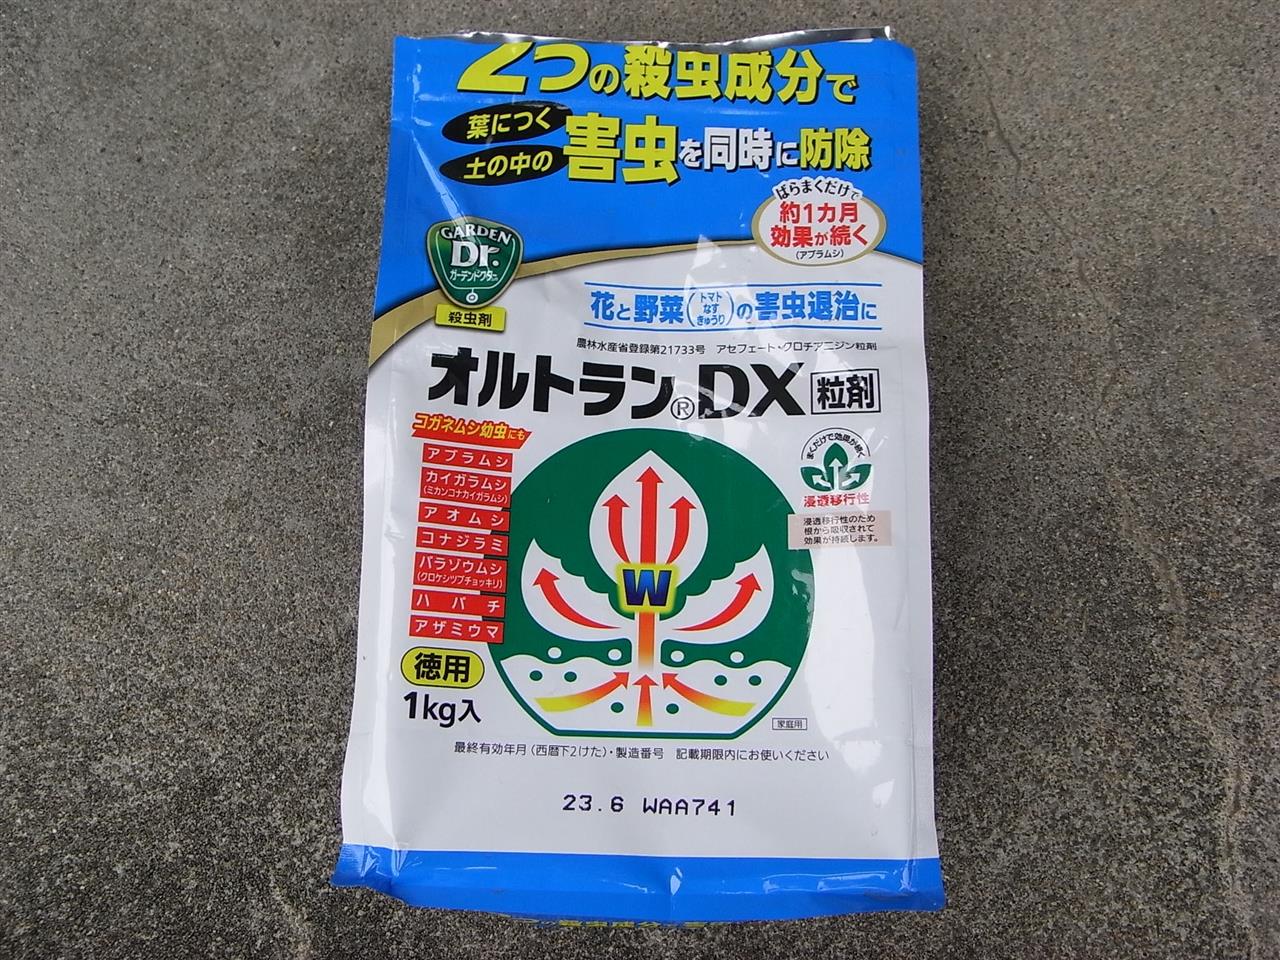 2つの殺虫成分で
葉につく
土の中の
害虫を同時に防除
ばらまくだけで
約1カ月
効果が続く
(アブラムシ)
GARDEN
Dr.
ガーデンドクター
殺虫剤
花と野菜(トマト なす きゅうり)の害虫退治に
農林水産省登録第21733号 アセフェート・クロチアニジン粒剤
オルトラン®DX粒剤
コガネムシ幼虫にも
アブラムシ
カイガラムシ
(ミカンコナカイガラムシ)
アオムシ
コナジラミ
バラゾウムシ
(クロケシツブチョッキリ)
ハバチ
アザミウマ
まくだけで効果が続く
浸透移行性
浸透移行性のため
根から吸収されて
効果が持続します。
W
徳用
1kg入
家庭用
最終有効年月(西暦下2けた)・製造番号 記載期限内にお使いください
23.6 WAA741